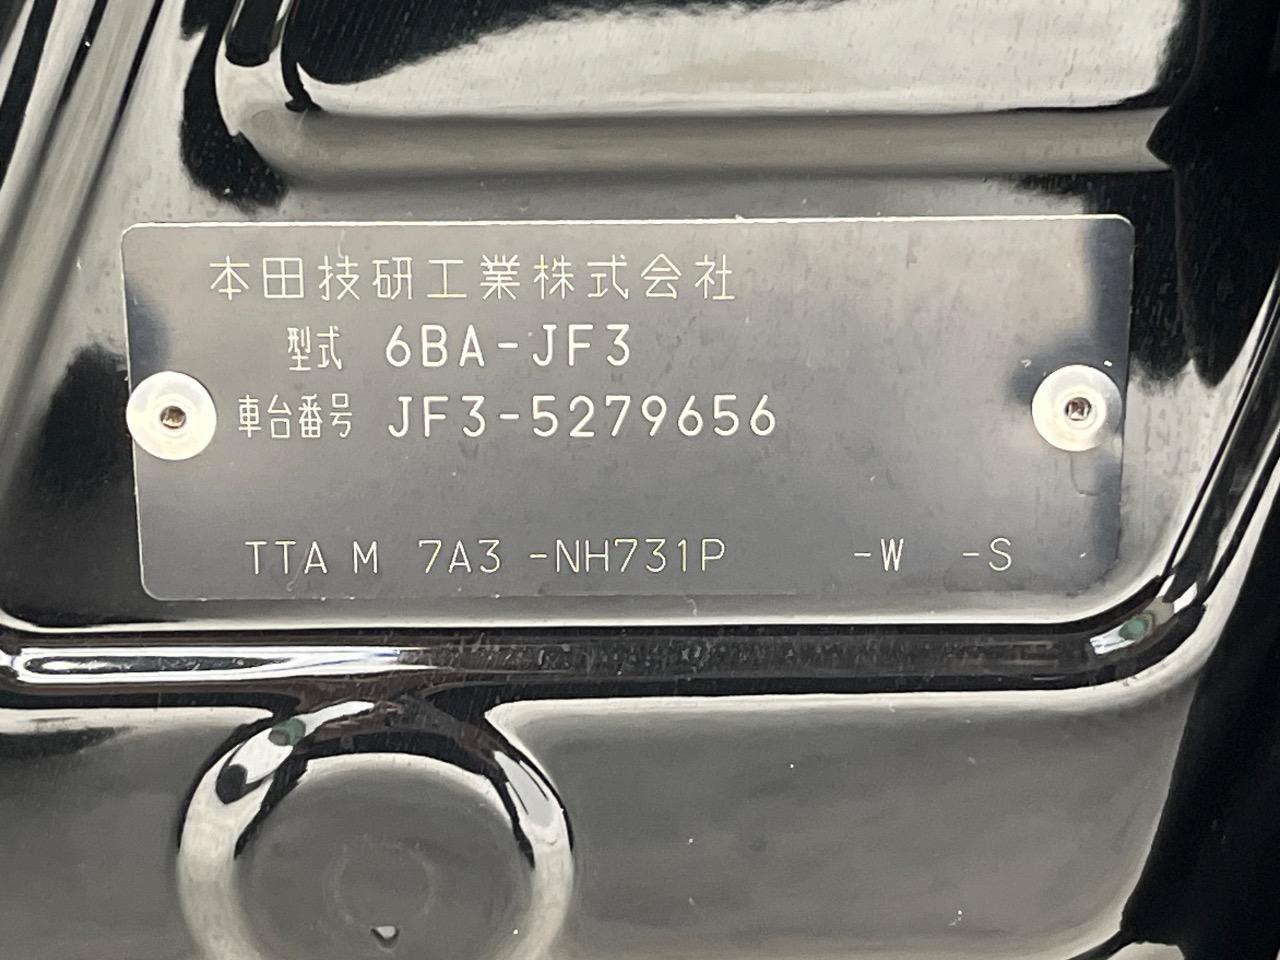 本田技研工業株式会社
型式 6BA-JF3
車台番号 JF3-5279656
TTA M 7A3 -NH731P -W -S